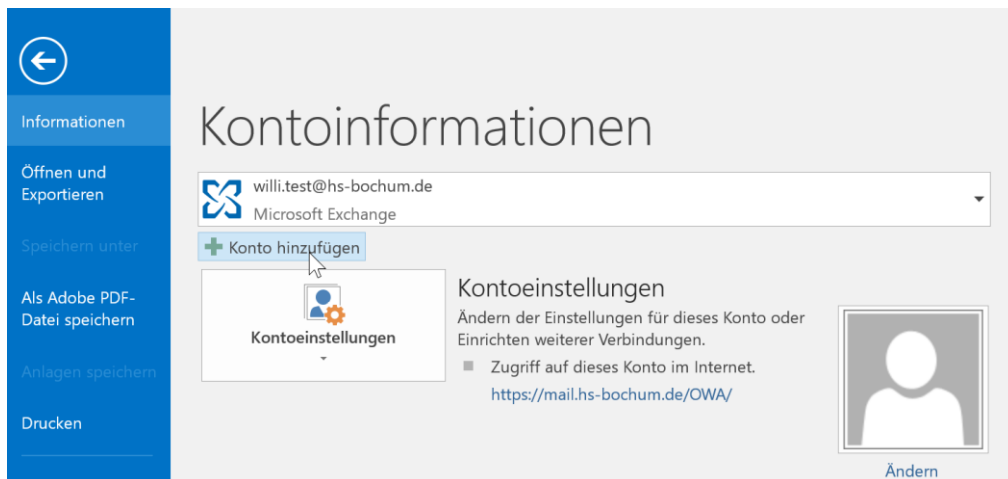 Informationen
Öffnen und
Exportieren
Speichern unter
Als Adobe PDF-
Datei speichern
Anlagen speichern
Drucken
Kontoinformationen
willi.test@hs-bochum.de
Microsoft Exchange
Konto hinzufügen
Kontoeinstellungen
Kontoeinstellungen
Ändern der Einstellungen für dieses Konto oder
Einrichten weiterer Verbindungen.
Zugriff auf dieses Konto im Internet.
https://mail.hs-bochum.de/OWA/
Ändern